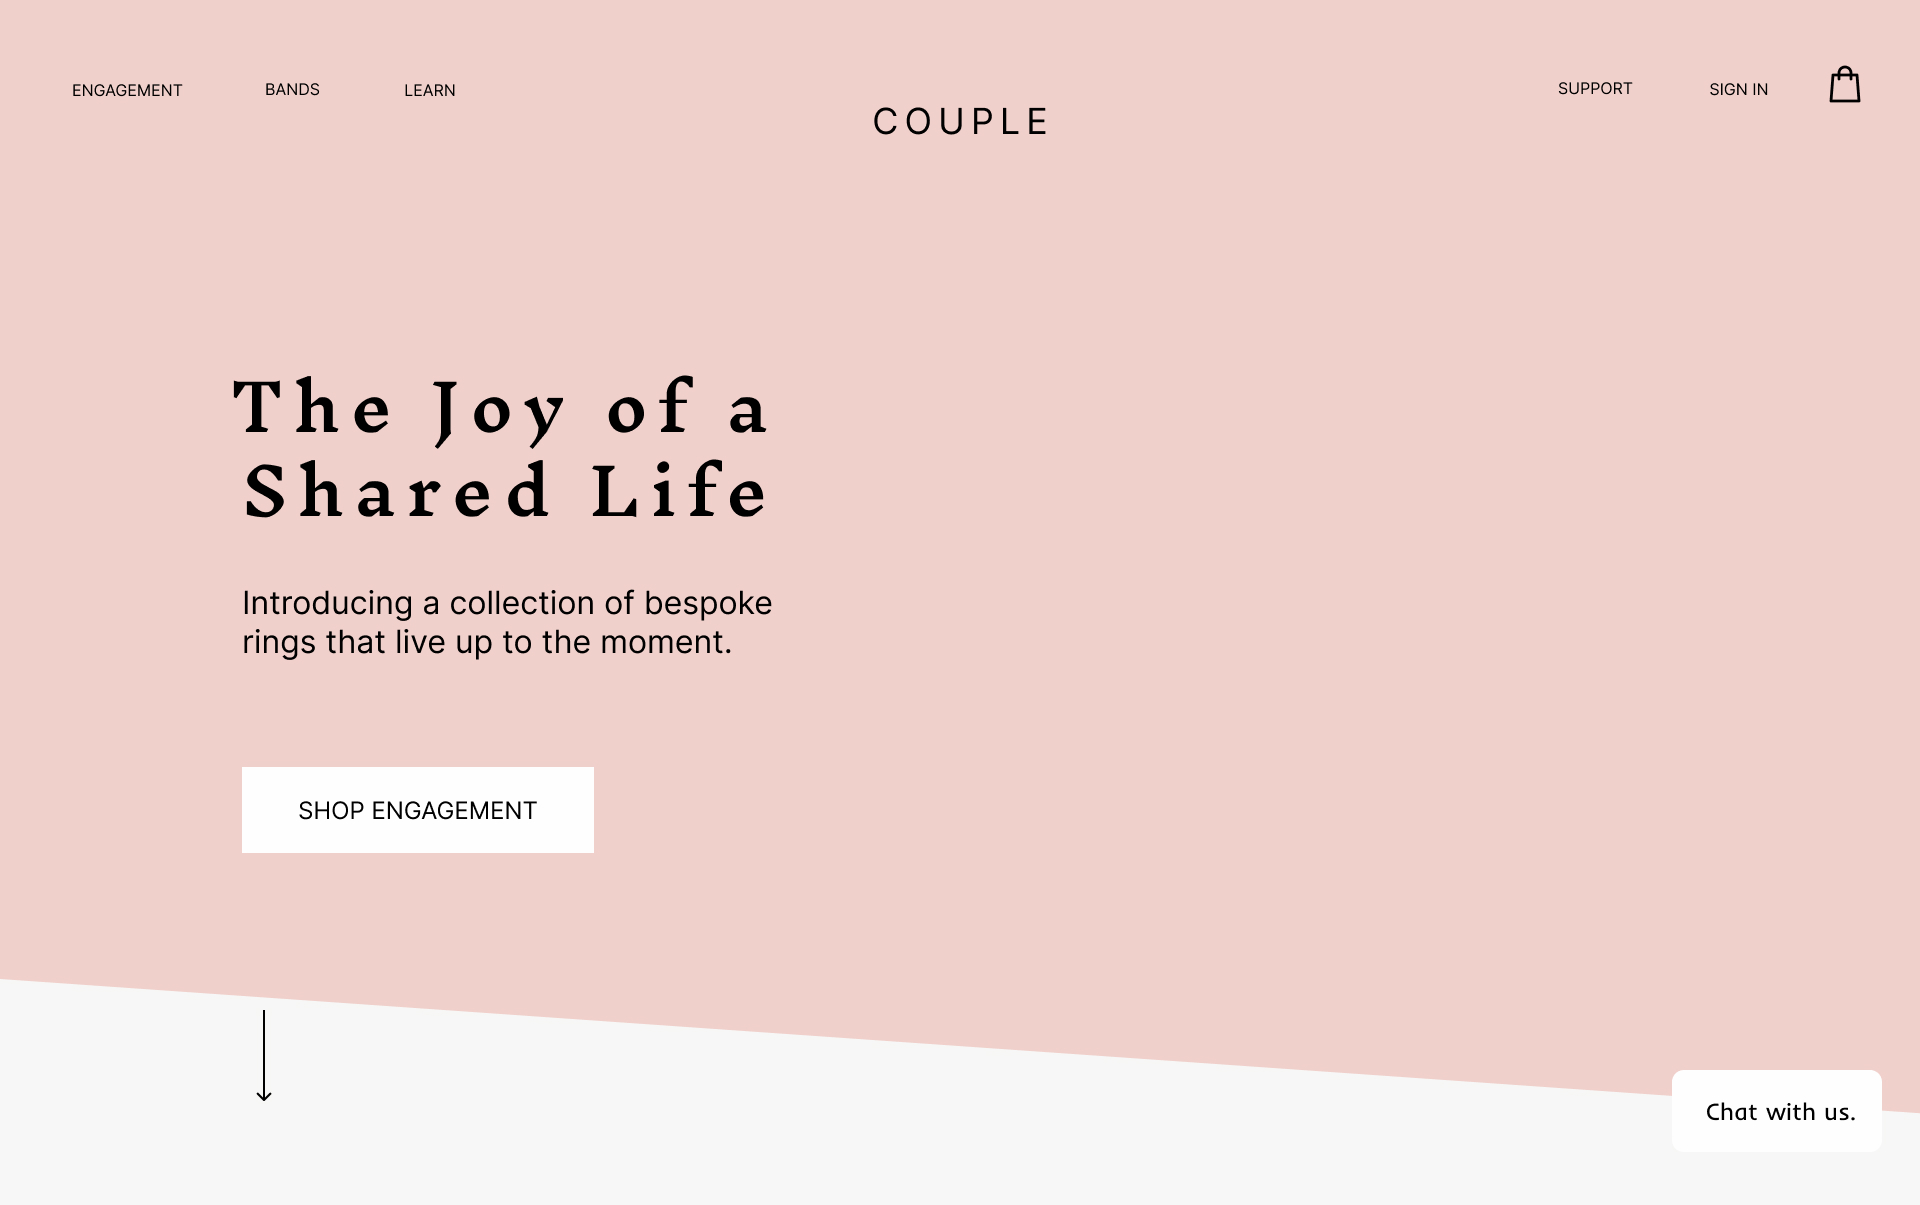 ENGAGEMENT
BANDS
LEARN
COUPLE
SUPPORT
SIGN IN
The Joy of a
Shared Life
Introducing a collection of bespoke
rings that live up to the moment.
SHOP ENGAGEMENT
Chat with us.